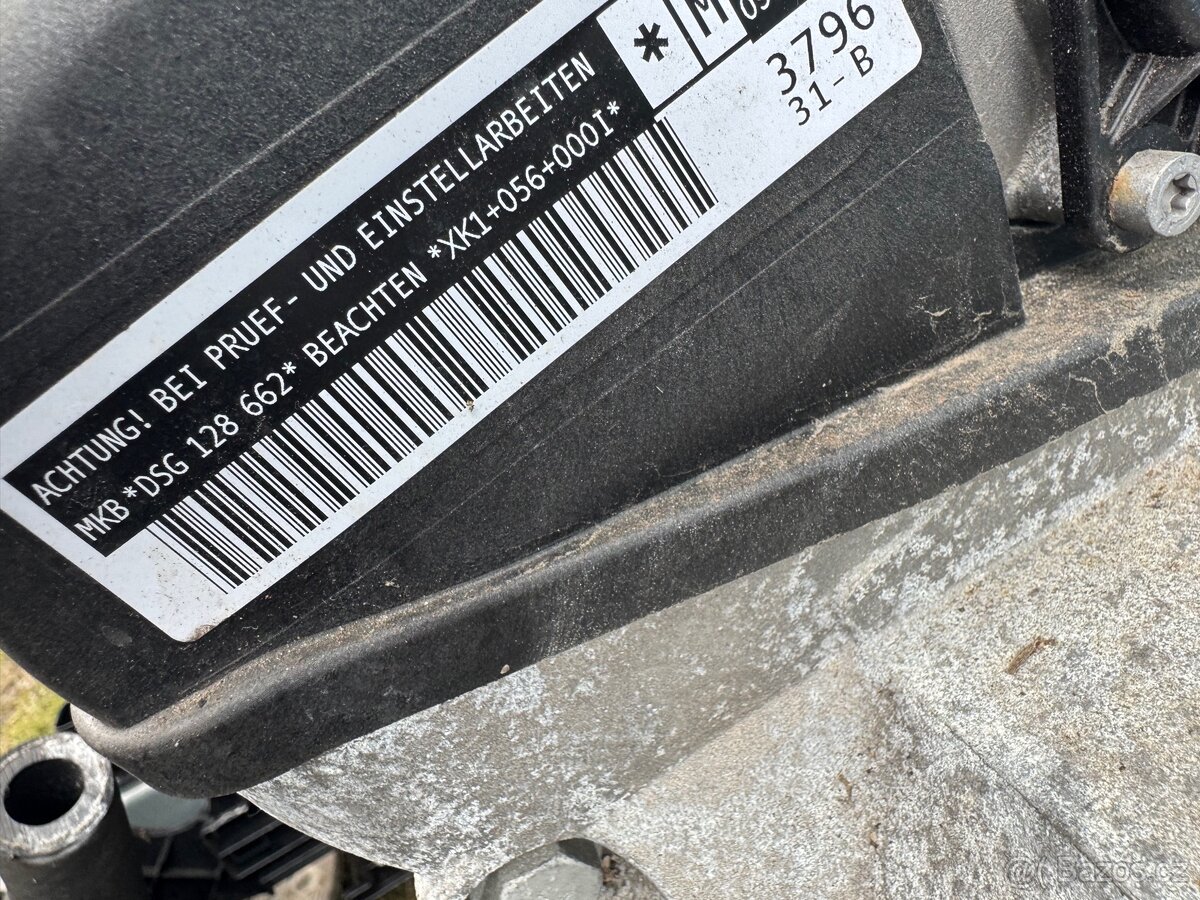 *
3796
31-B
ACHTUNG! BEI PRUEF- UND EINSTELLARBEITEN
MKB *DSG 128 662* BEACHTEN *XK1+056+000I*
Bazos.cz